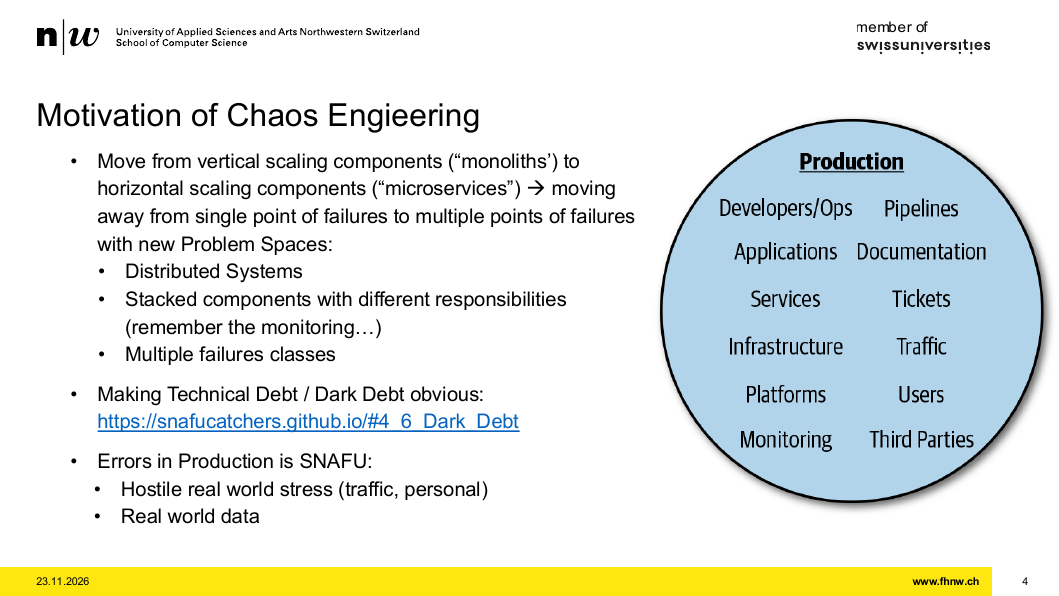 n|w University of Applied Sciences and Arts Northwestern Switzerland
School of Computer Science
member of
swissuniversities
Motivation of Chaos Engieering
• Move from vertical scaling components (“monoliths’) to
horizontal scaling components (“microservices”) → moving
away from single point of failures to multiple points of failures
with new Problem Spaces:
• Distributed Systems
• Stacked components with different responsibilities
(remember the monitoring…)
• Multiple failures classes
• Making Technical Debt / Dark Debt obvious:
https://snafucatchers.github.io/#4_6_Dark_Debt
• Errors in Production is SNAFU:
• Hostile real world stress (traffic, personal)
• Real world data
Production
Developers/Ops Pipelines
Applications Documentation
Services Tickets
Infrastructure Traffic
Platforms Users
Monitoring Third Parties
23.11.2026 www.fhnw.ch 4